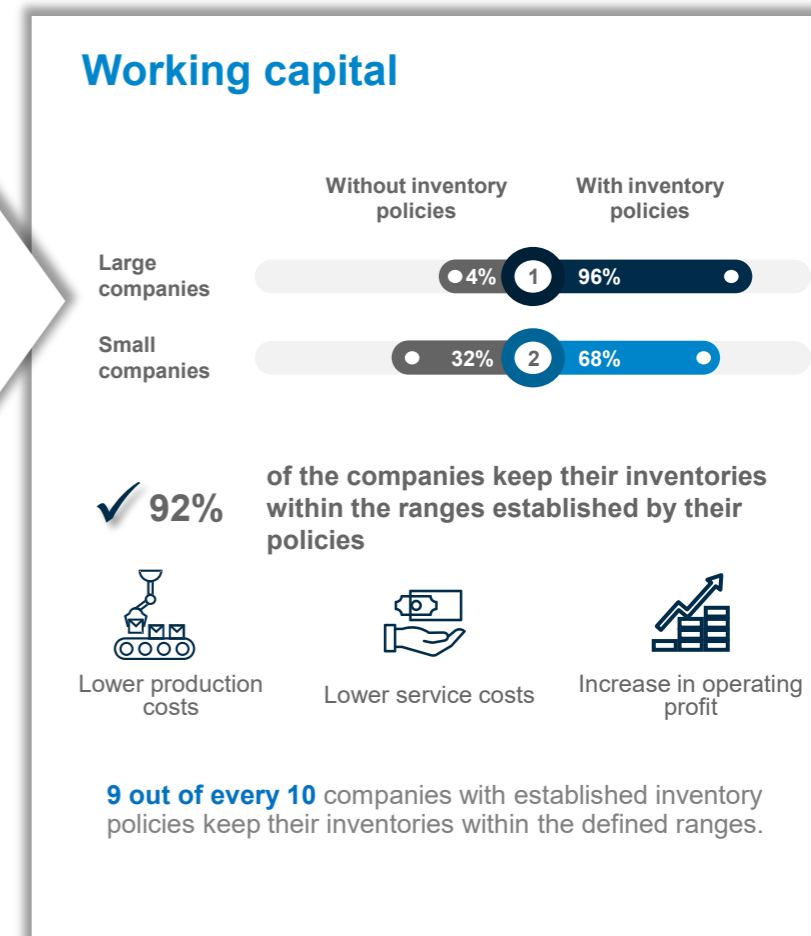 Working capital
Without inventory
policies
With inventory
policies
Large
companies
4%
1
96%
Small
companies
32%
2
68%
92%
of the companies keep their inventories
within the ranges established by their
policies
Lower production
costs
Lower service costs
Increase in operating
profit
9 out of every 10 companies with established inventory
policies keep their inventories within the defined ranges.